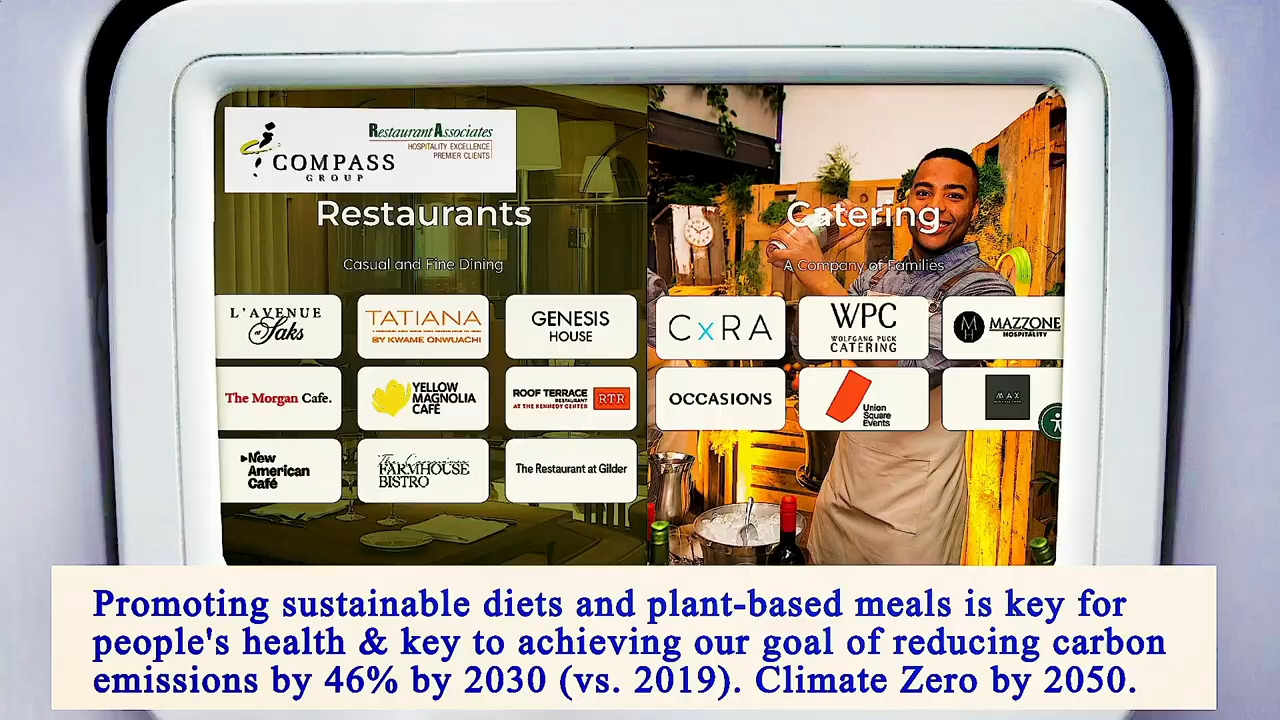 COMPASS
GROUP
Restaurant Associates
HOSPITALITY EXCELLENCE
PREMIER CLIENTS
Restaurants
Casual and Fine Dining
L'AVENUE
Saks
TATIANA
BY KWAME ONWUACHI
GENESIS
HOUSE
The Morgan Cafe.
YELLOW
MAGNOLIA
CAFÉ
ROOF TERRACE
RESTAURANT
AT THE KENNEDY CENTER
RTR
New
American
Café
FARMHOUSE
BISTRO
The Restaurant at Gilder
Catering
A Company of Families
CxRA
WPC
WOLFGANG PUCK
CATERING
MH
MAZZONE
HOSPITALITY
OCCASIONS
Union
Square
Events
MAX
Promoting sustainable diets and plant-based meals is key for
people's health & key to achieving our goal of reducing carbon
emissions by 46% by 2030 (vs. 2019). Climate Zero by 2050.